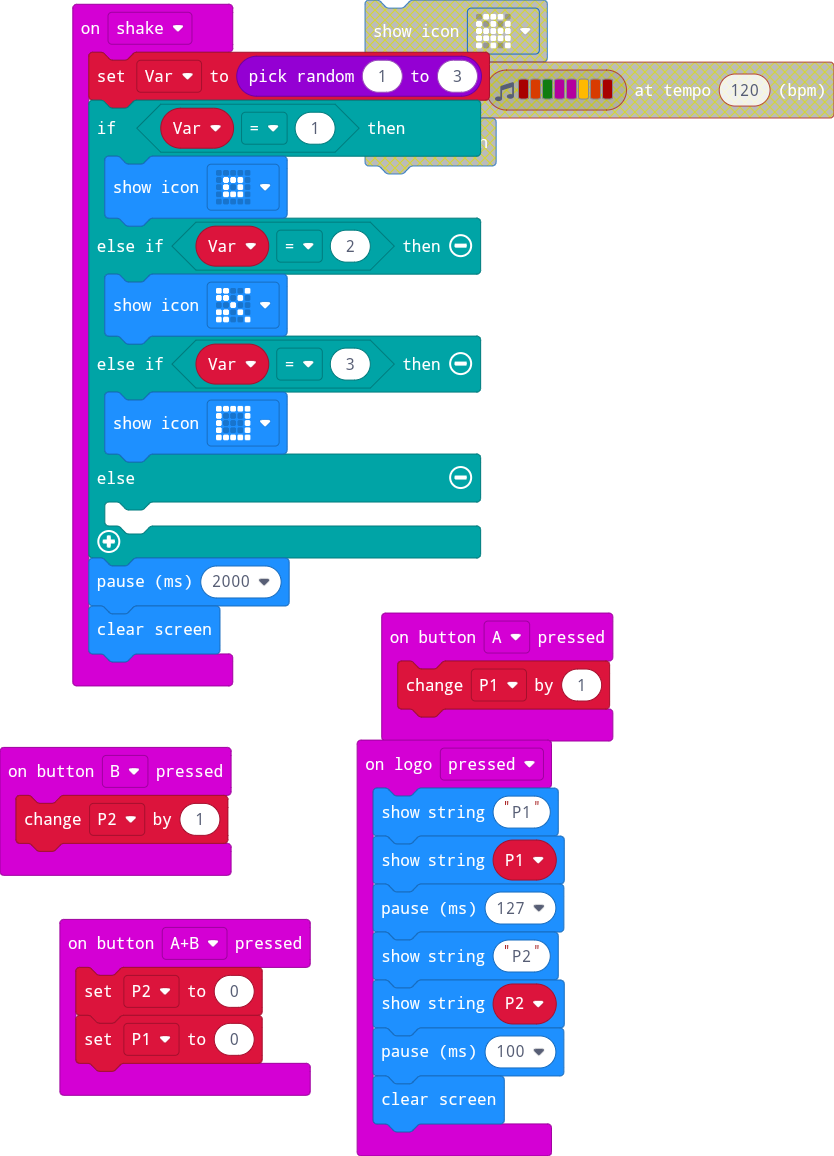 on shake
show icon
set Var to pick random 1 to 3
at tempo 120 (bpm)
if Var = 1 then
show icon
else if Var = 2 then
show icon
else if Var = 3 then
show icon
else
pause (ms) 2000
clear screen
on button A pressed
change P1 by 1
on button B pressed
change P2 by 1
on logo pressed
show string "P1"
show string P1
pause (ms) 127
show string "P2"
show string P2
pause (ms) 100
clear screen
on button A+B pressed
set P2 to 0
set P1 to 0